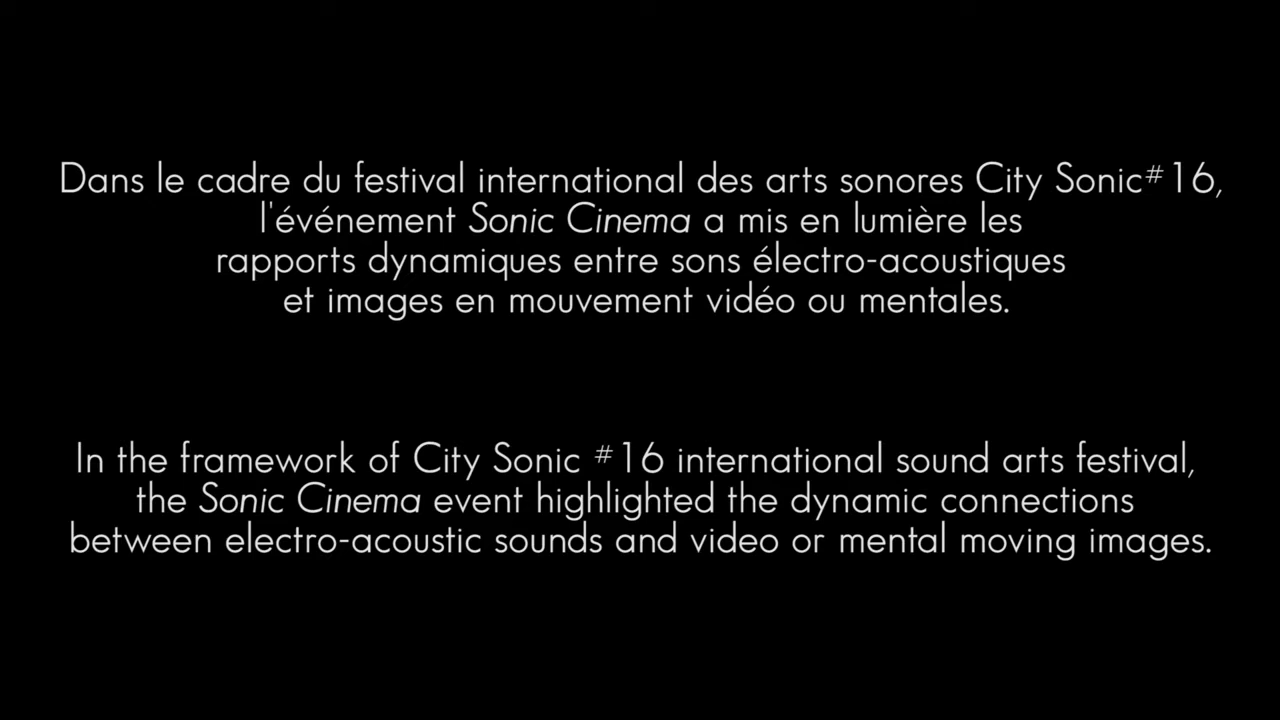 Dans le cadre du festival international des arts sonores City Sonic#16,
l'événement Sonic Cinema a mis en lumière les
rapports dynamiques entre sons électro-acoustiques
et images en mouvement vidéo ou mentales.
In the framework of City Sonic #16 international sound arts festival,
the Sonic Cinema event highlighted the dynamic connections
between electro-acoustic sounds and video or mental moving images.